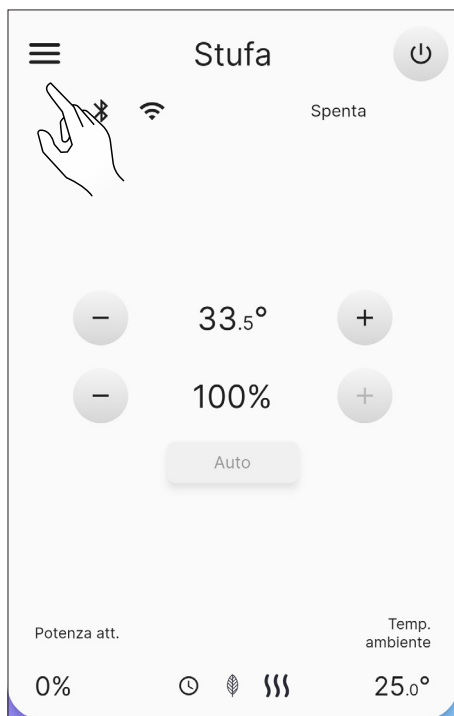 Stufa
Spenta
33.5°
100%
Auto
Potenza att.
Temp.
ambiente
0%
25.0°